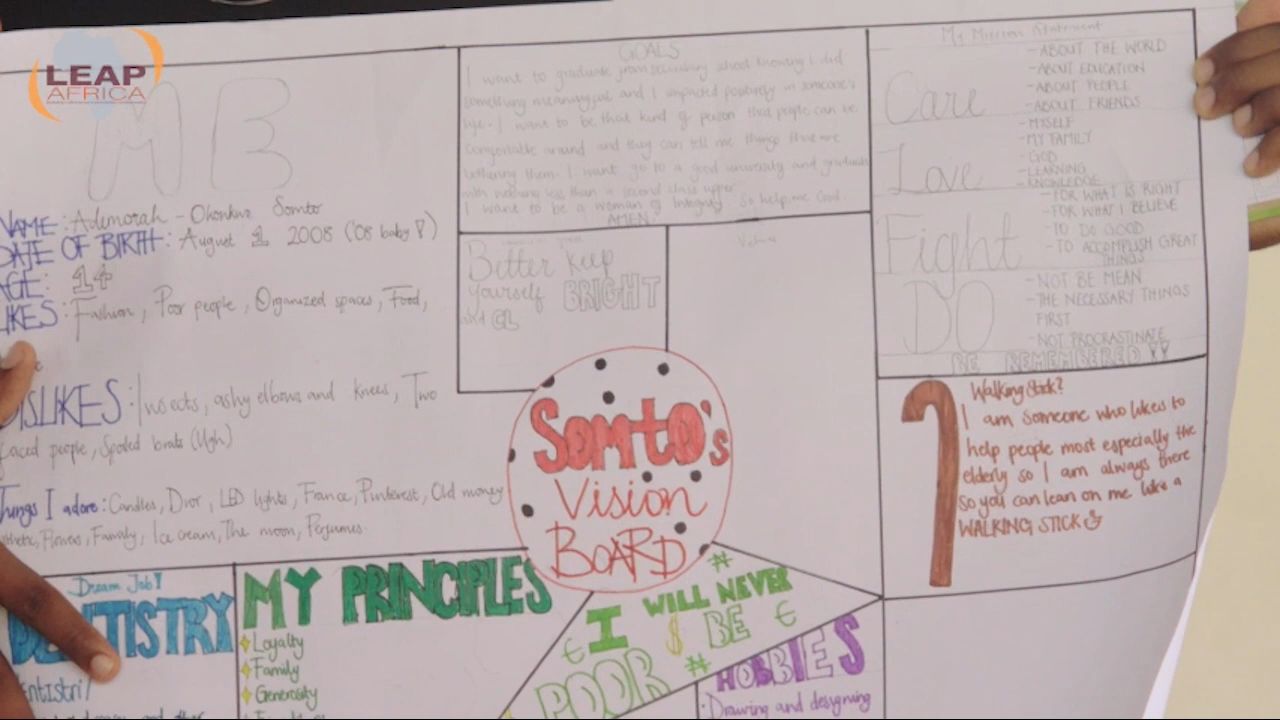 LEAP
AFRICA
ME
NAME: Ademorah - Okonkwo Somto
DATE OF BIRTH: August 1 2008 ('08 baby!)
AGE: 14
LIKES: Fashion, Poor people, Organized spaces, Food,
DISLIKES: Insects, ashy elbows and knees, Two
faced people, Spoiled brats (Ugh)
Things I adore: Candles, Dior, LED lights, France, Pinterest, Old money
Flowers, Family, Ice cream, The moon, Perfumes.
Dream Job!
DENTISTRY
MY PRINCIPLES
Loyalty
Family
Generosity
GOALS
I want to graduate from secondary school knowing I did
something meaningful and I impacted positively in someone's
life. I want to be that kind of person that people can be
comfortable around and they can tell me things that are
bothering them. I want go to a good university and graduate
with nothing less than a second class upper
I want to be a woman of Integrity. So help me God.
AMEN
Better keep
yourself BRIGHT
and CL
Somto's
Vision
BOARD
I WILL NEVER
BE
POOR
HOBBIES
Drawing and designing
My Mission Statement
Care
- ABOUT THE WORD
- ABOUT EDUCATION
- ABOUT PEOPLE
- ABOUT FRIENDS
Love
- MYSELF
- MY FAMILY
- GOD
- LEARNING
- KNOWLEDGE
Fight
- FOR WHAT IS RIGHT
- FOR WHAT I BELIEVE
- TO DO GOOD
- TO ACCOMPLISH GREAT
THINGS
DO
- NOT BE MEAN
- THE NECESSARY THINGS
FIRST
- NOT PROCRASTINATE
BE REMEMBERED !!
Walking Stick?
I am someone who likes to
help people most especially the
elderly so I am always there
so you can lean on me like a
WALKING STICK